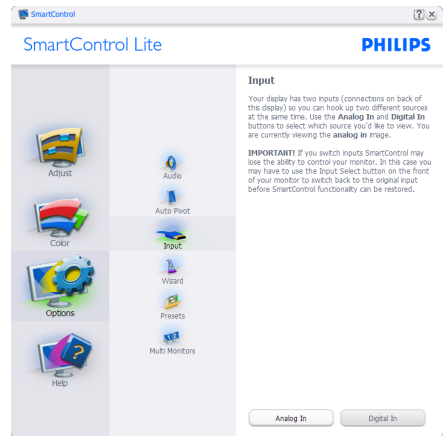 SmartControl
SmartControl Lite
PHILIPS
Adjust
Color
Options
Help
Audio
Auto Pivot
Input
Wizard
Presets
Multi Monitors
Input
Your display has two inputs (connections on back of
this display) so you can hook up two different sources
at the same time. Use the Analog In and Digital In
buttons to select which source you'd like to view. You
are currently viewing the analog in image.
IMPORTANT! If you switch inputs SmartControl may
lose the ability to control your monitor. In this case you
may have to use the Input Select button on the front
of your monitor to switch back to the original input
before SmartControl functionality can be restored.
Analog In
Digital In